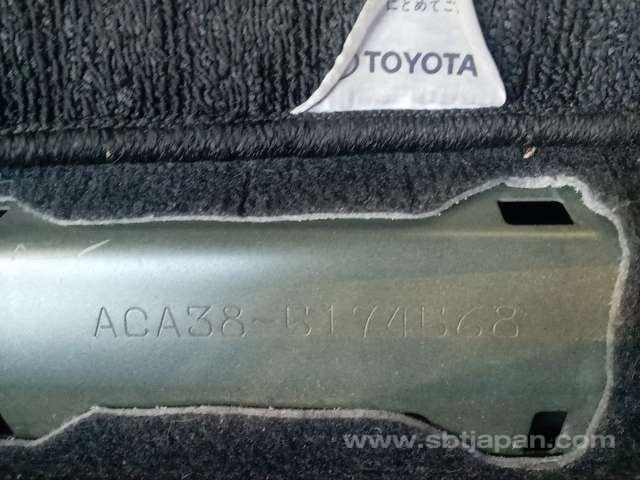 にとめてご、
TOYOTA
ACA38-5174568
www.sbtjapan.com